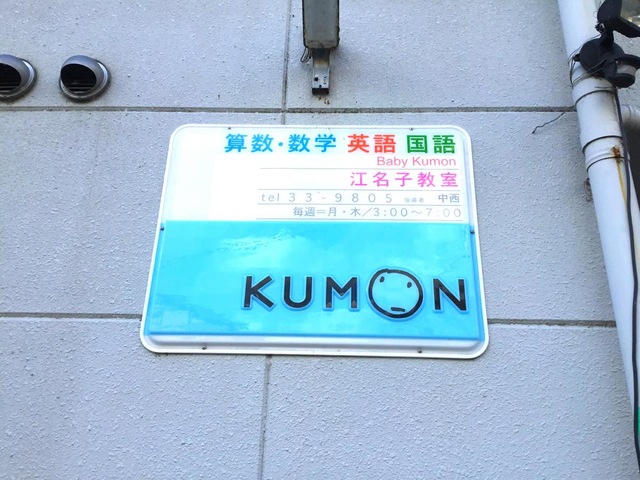 算数・数学 英語 国語
Baby Kumon
江名子教室
tel 33-9805 指導者 中西
毎週=月・木/3:00~7:00
KUMON